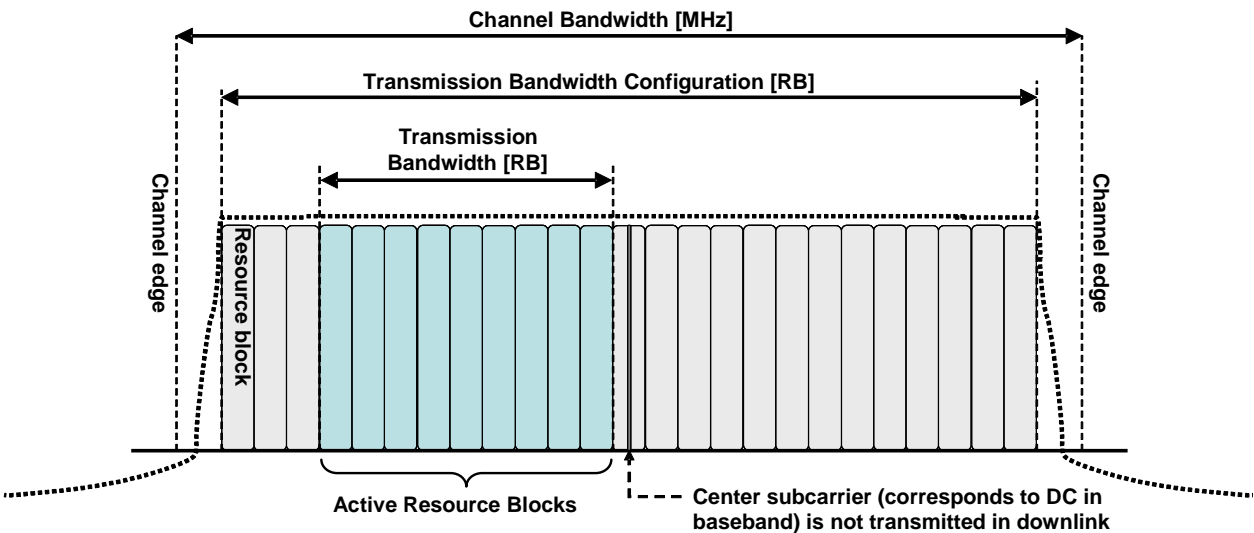 Channel Bandwidth [MHz]
Transmission Bandwidth Configuration [RB]
Transmission
Bandwidth [RB]
Channel edge
Channel edge
Resource block
Active Resource Blocks
Center subcarrier (corresponds to DC in
baseband) is not transmitted in downlink